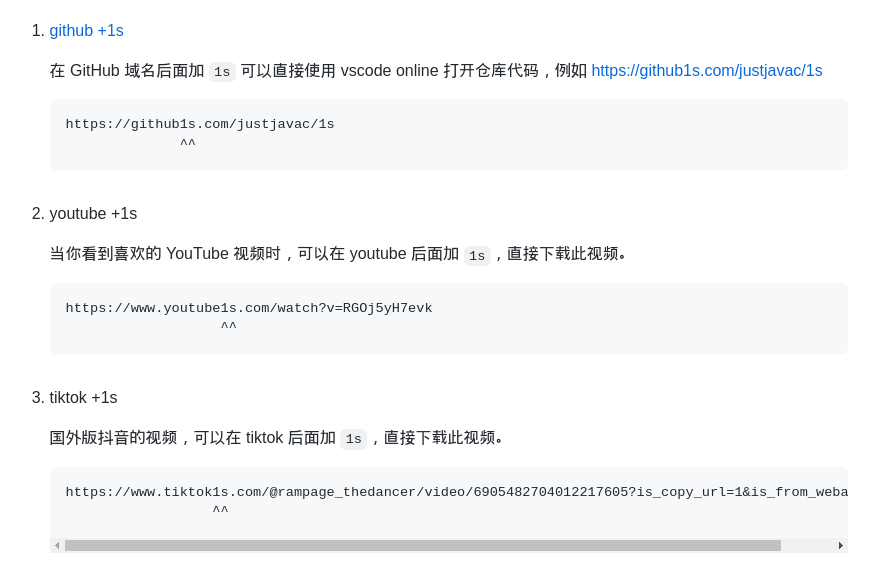 1. github +1s
在 GitHub 域名后面加 1s 可以直接使用 vscode online 打开仓库代码，例如 https://github1s.com/justjavac/1s
https://github1s.com/justjavac/1s
^^
2. youtube +1s
当你看到喜欢的 YouTube 视频时，可以在 youtube 后面加 1s，直接下载此视频。
https://www.youtube1s.com/watch?v=RGOj5yH7evk
^^
3. tiktok +1s
国外版抖音的视频，可以在 tiktok 后面加 1s，直接下载此视频。
https://www.tiktok1s.com/@rampage_thedancer/video/6905482704012217605?is_copy_url=1&is_from_weba
^^